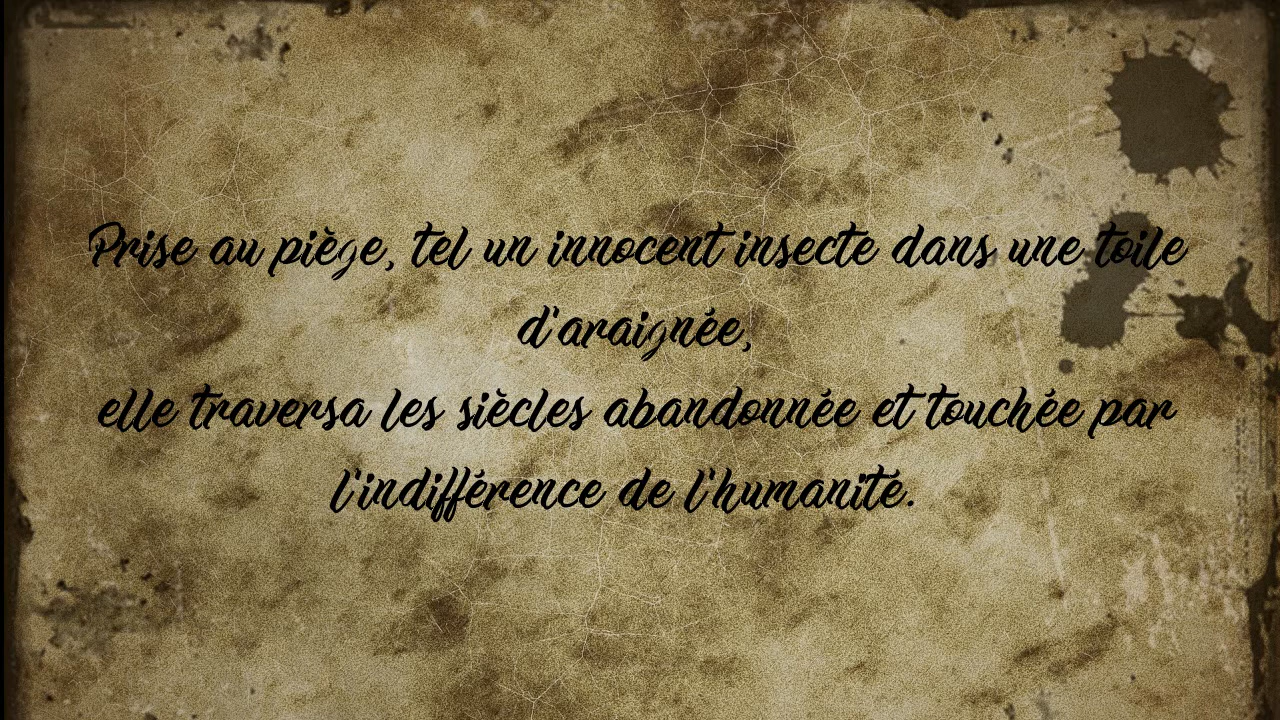 Prise au piège, tel un innocent insecte dans une toile
d'araignée,
elle traversa les siècles abandonnée et touchée par
l'indifférence de l'humanité.